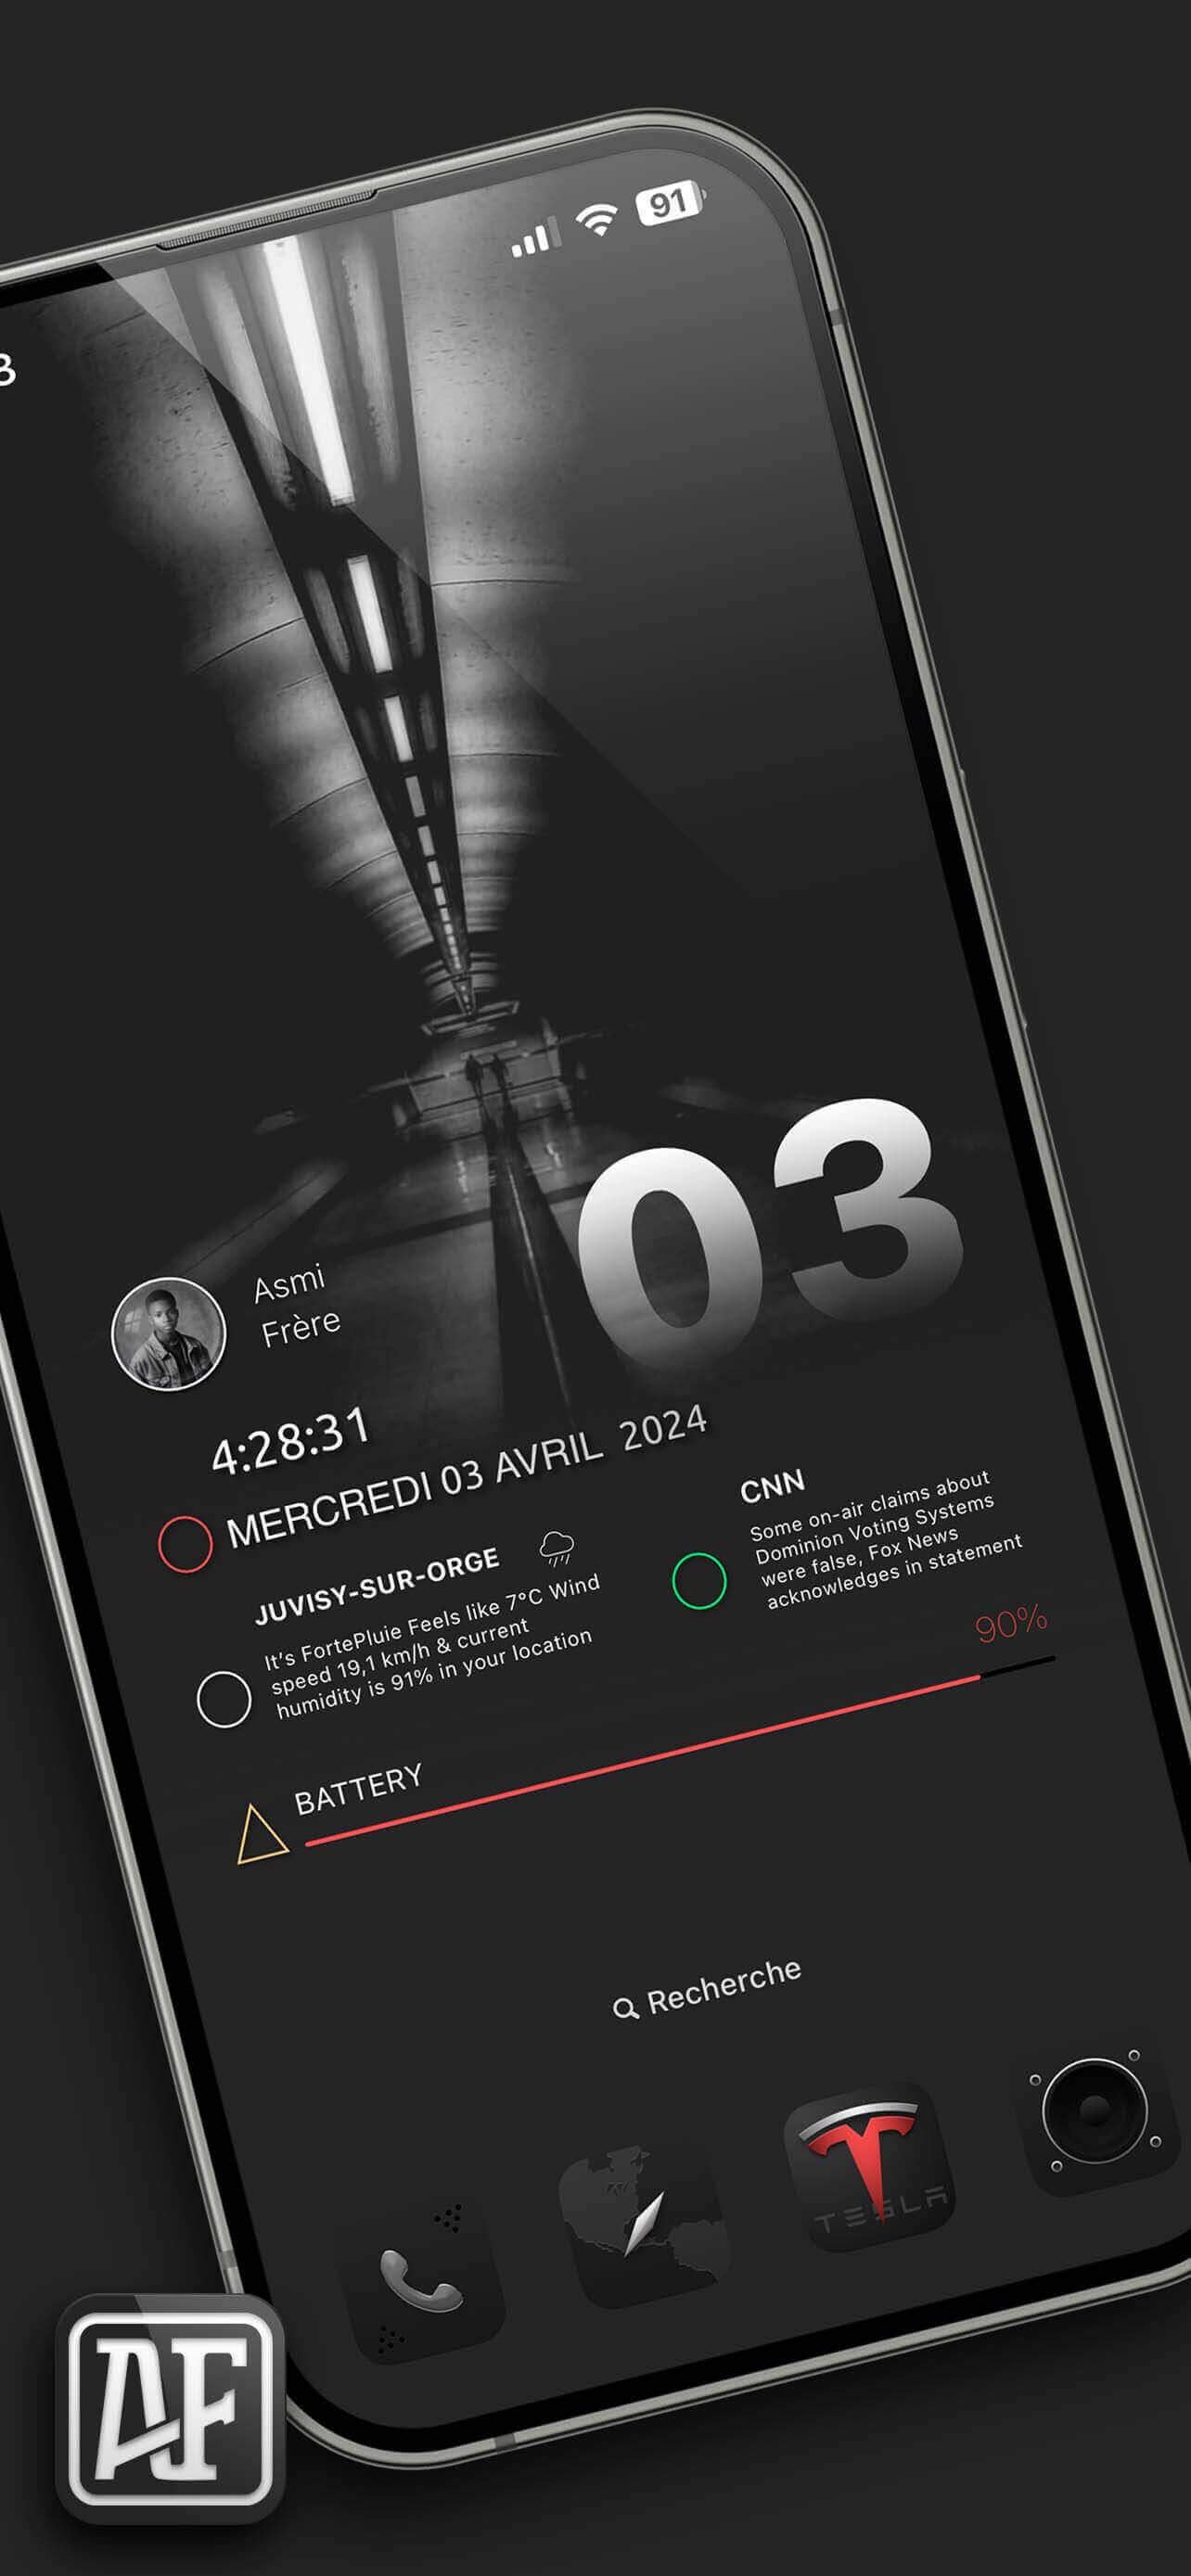 91
3
03
Asmi
Frère
4:28:31
MERCREDI 03 AVRIL 2024
JUVISY-SUR-ORGE
It's FortePluie Feels like 7°C Wind
speed 19,1 km/h & current
humidity is 91% in your location
CNN
Some on-air claims about
Dominion Voting Systems
were false, Fox News
acknowledges in statement
90%
BATTERY
Recherche
TESLA
AF